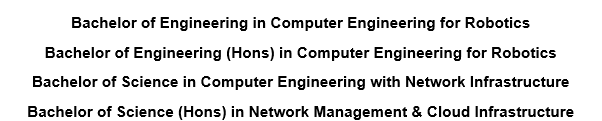 Bachelor of Engineering in Computer Engineering for Robotics
Bachelor of Engineering (Hons) in Computer Engineering for Robotics
Bachelor of Science in Computer Engineering with Network Infrastructure
Bachelor of Science (Hons) in Network Management & Cloud Infrastructure